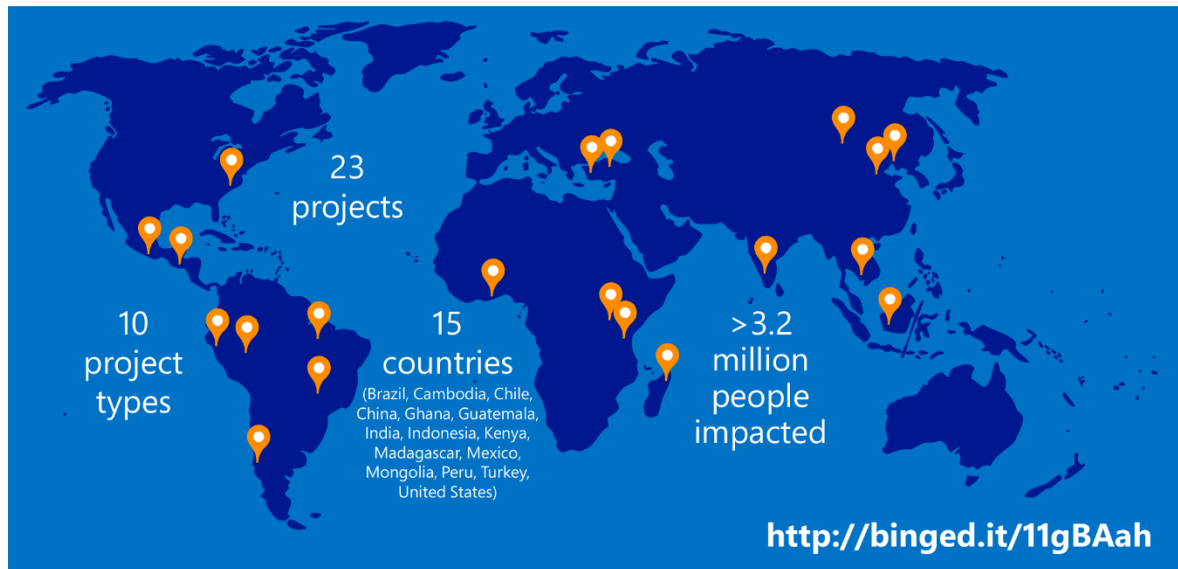 23
projects
10
project
types
15
countries
(Brazil, Cambodia, Chile,
China, Ghana, Guatemala,
India, Indonesia, Kenya,
Madagascar, Mexico,
Mongolia, Peru, Turkey,
United States)
>3.2
million
people
impacted
http://binged.it/11gBAah